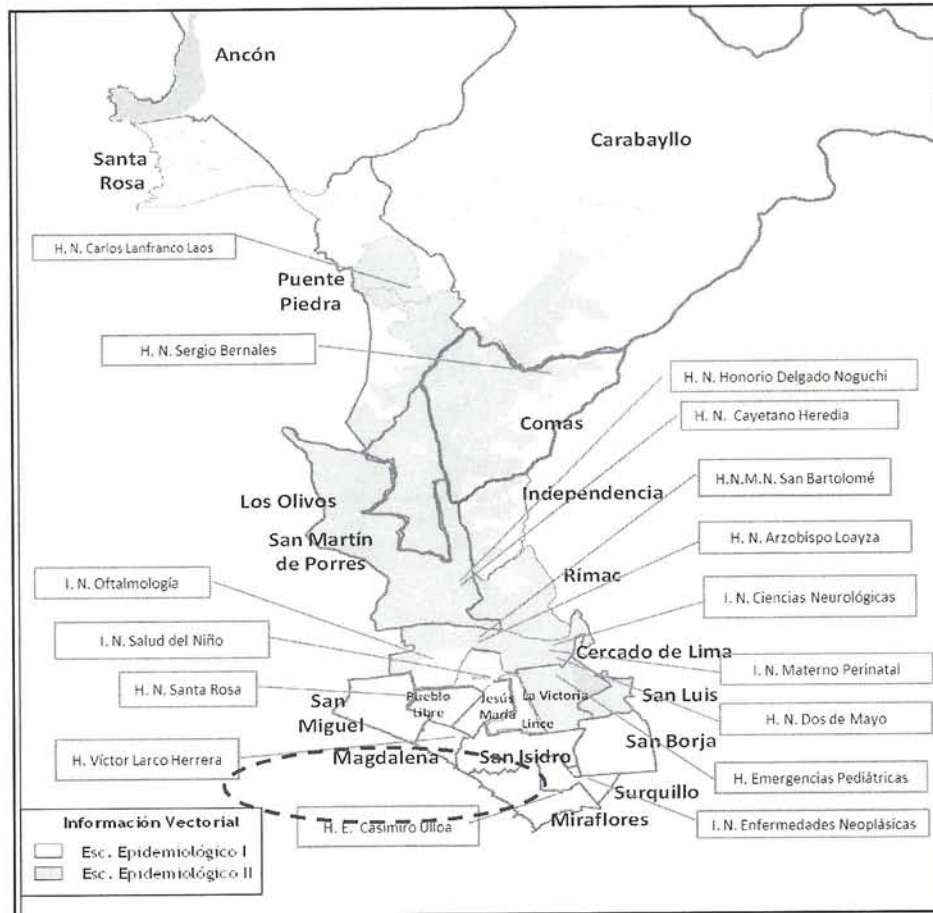 Ancón
Carabayllo
Santa
Rosa
H. N. Carlos Lanfranco Laos
Puente
Piedra
H. N. Sergio Bernales
H. N. Honorio Delgado Noguchi
H. N. Cayetano Heredia
Comas
H.N.M.N. San Bartolomé
Independencia
Los Olivos
San Martín
de Porres
H. N. Arzobispo Loayza
Rímac
I. N. Oftalmología
I. N. Ciencias Neurológicas
I. N. Salud del Niño
Cercado de Lima
I. N. Materno Perinatal
H. N. Santa Rosa
Pueblo
Libre
Jesús
María
La Victoria
San Luis
San
Miguel
Lince
H. N. Dos de Mayo
San Borja
H. Víctor Larco Herrera
Magdalena
San Isidro
H. Emergencias Pediátricas
Surquillo
Miraflores
H. E. Casimiro Ulloa
I. N. Enfermedades Neoplásicas
Información Vectorial
Esc. Epidemiológico I
Esc. Epidemiológico II